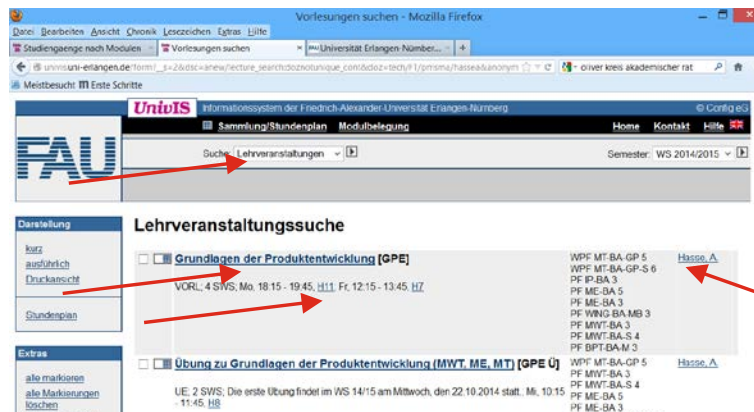 Vorlesungen suchen - Mozilla Firefox
Datei Bearbeiten Ansicht Chronik Lesezeichen Extras Hilfe
Studiengaenge nach Modulen Vorlesungen suchen Universität Erlangen-Nürnber...
oliver kreis akademischer rat
Meistbesucht Erste Schritte
UnivIS Informationssystem der Friedrich-Alexander-Universität Erlangen-Nürnberg © Config eG
Sammlung/Stundenplan Modulbelegung Home Kontakt Hilfe
FAU
Suche: Lehrveranstaltungen Semester: WS 2014/2015
Darstellung
kurz
ausführlich
Druckansicht
Stundenplan
Extras
alle markieren
alle Markierungen
löschen
Lehrveranstaltungssuche
Grundlagen der Produktentwicklung [GPE]
VORL; 4 SWS; Mo, 18:15 - 19:45, H11; Fr, 12:15 - 13:45, H7
WPF MT-BA-GP 5
WPF MT-BA-GP-S 6
PF IP-BA 3
PF ME-BA 5
PF ME-BA 3
PF WING-BA-MB 3
PF MWT-BA 3
PF MWT-BA-S 4
PF BPT-BA-M 3
Hasse, A.
Übung zu Grundlagen der Produktentwicklung (MWT, ME, MT) [GPE Ü]
UE; 2 SWS; Die erste Übung findet im WS 14/15 am Mittwoch, den 22.10.2014 statt.; Mi, 10:15
- 11:45, H8
WPF MT-BA-GP 5
PF MWT-BA 3
PF MWT-BA-S 4
PF ME-BA 5
PF ME-BA 3
Hasse, A.